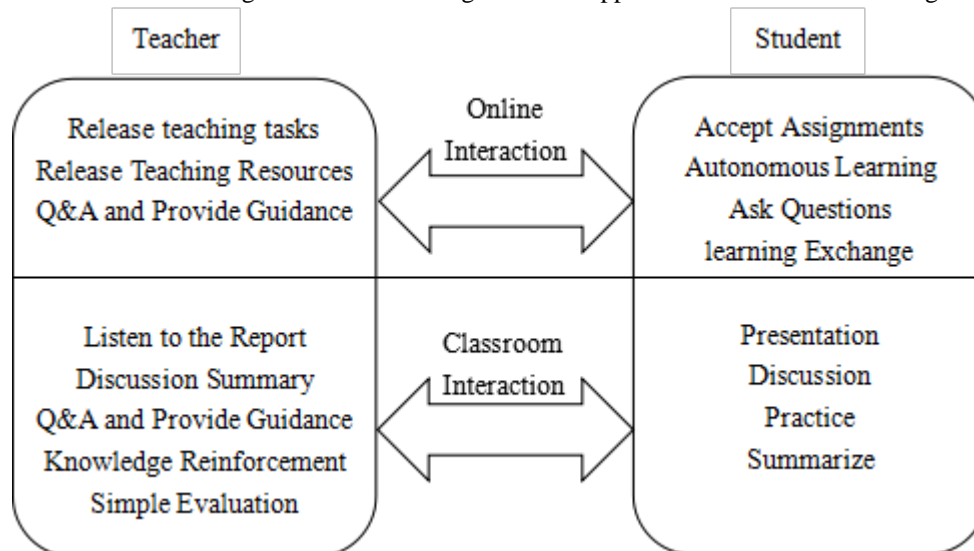 Teacher
Student
Release teaching tasks
Release Teaching Resources
Q&A and Provide Guidance
Online
Interaction
Accept Assignments
Autonomous Learning
Ask Questions
learning Exchange
Listen to the Report
Discussion Summary
Q&A and Provide Guidance
Knowledge Reinforcement
Simple Evaluation
Classroom
Interaction
Presentation
Discussion
Practice
Summarize